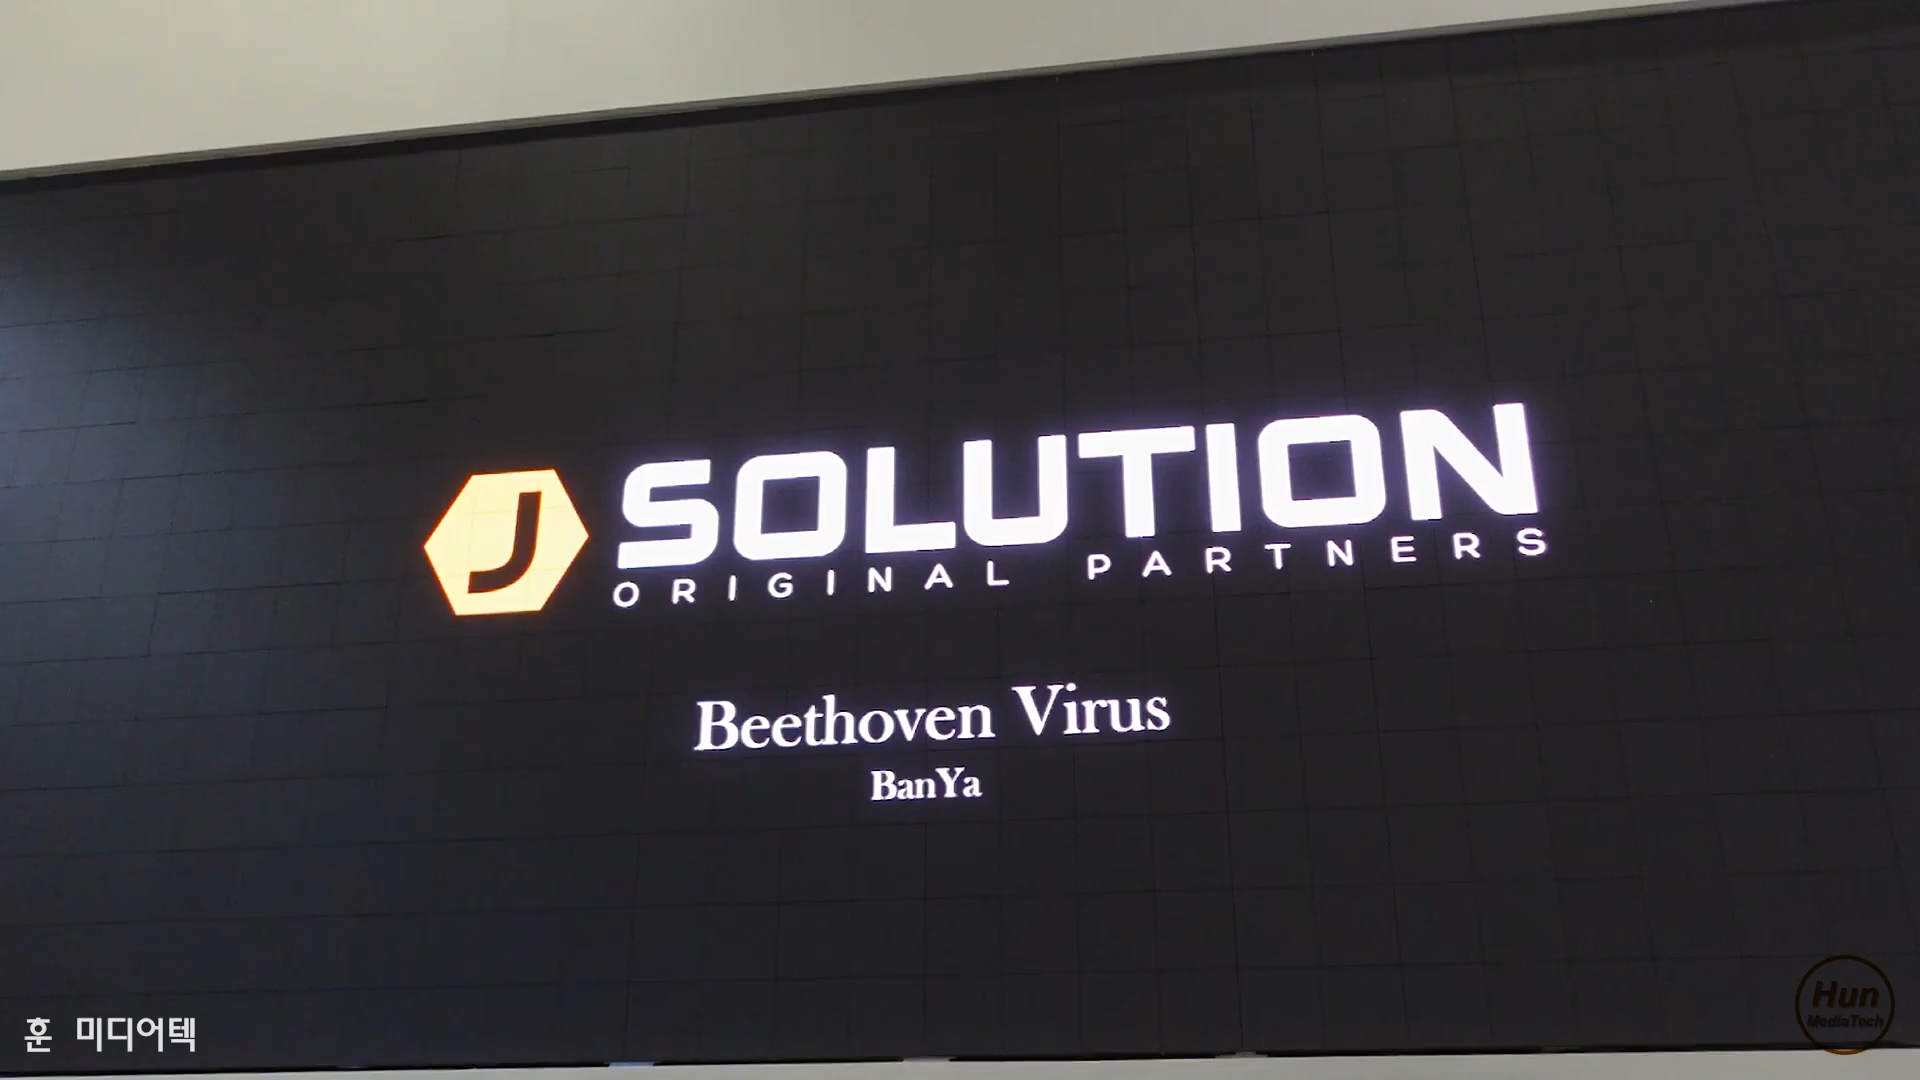 J SOLUTION
ORIGINAL PARTNERS
Beethoven Virus
BanYa
훈 미디어텍
Hun
MediaTech